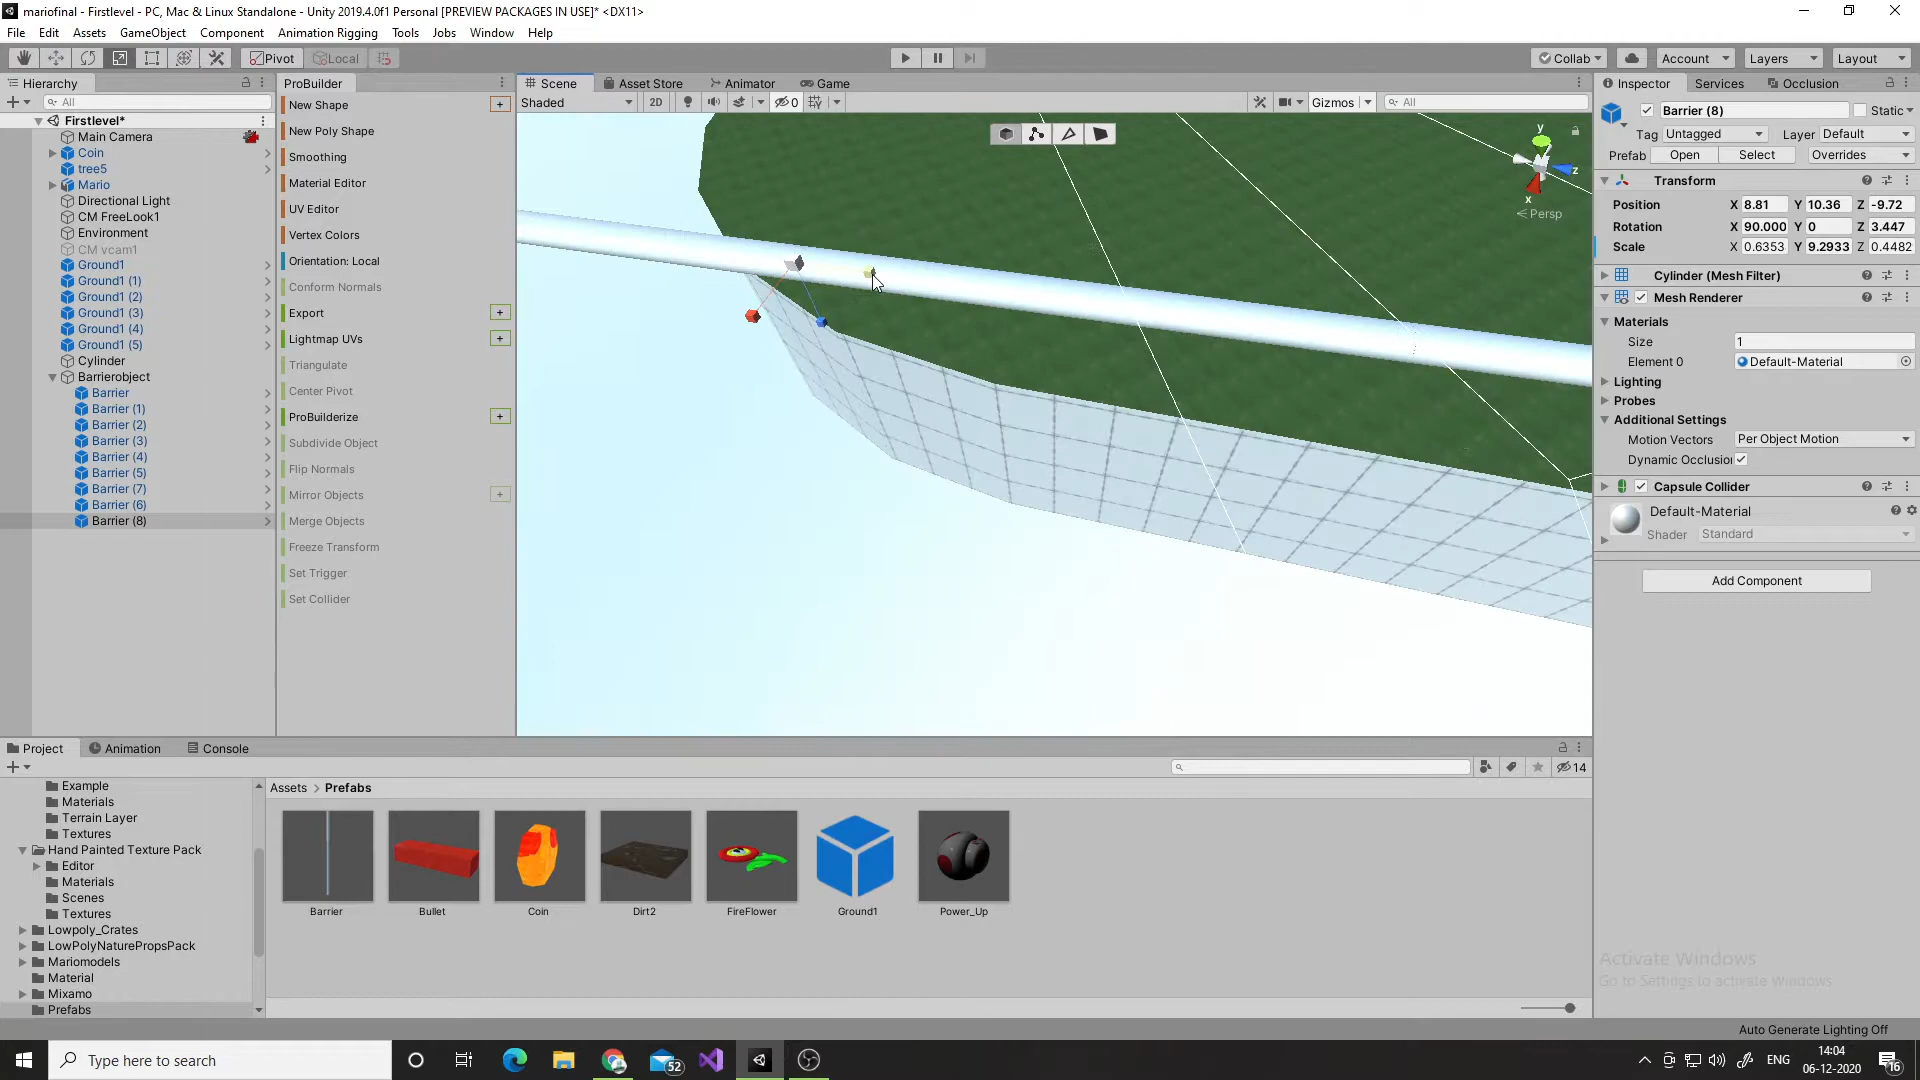 mariofinal - Firstlevel - PC, Mac & Linux Standalone - Unity 2019.4.0f1 Personal [PREVIEW PACKAGES IN USE]* <DX11>
File Edit Assets GameObject Component Animation Rigging Tools Jobs Window Help
Pivot Local Collab Account Layers Layout
Hierarchy
All
Firstlevel*
Main Camera
Coin
tree5
Mario
Directional Light
CM FreeLook1
Environment
CM vcam1
Ground1
Ground1 (1)
Ground1 (2)
Ground1 (3)
Ground1 (4)
Ground1 (5)
Cylinder
Barrierobject
Barrier
Barrier (1)
Barrier (2)
Barrier (3)
Barrier (4)
Barrier (5)
Barrier (7)
Barrier (6)
Barrier (8)
ProBuilder
New Shape +
New Poly Shape
Smoothing
Material Editor
UV Editor
Vertex Colors
Orientation: Local
Conform Normals
Export +
Lightmap UVs +
Triangulate
Center Pivot
ProBuilderize +
Subdivide Object
Flip Normals
Mirror Objects +
Merge Objects
Freeze Transform
Set Trigger
Set Collider
Scene Asset Store Animator Game
Shaded 2D 0 Gizmos All
y
z
x
< Persp
Inspector Services Occlusion
Barrier (8) Static
Tag Untagged Layer Default
Prefab Open Select Overrides
Transform
Position X 8.81 Y 10.36 Z -9.72
Rotation X 90.000 Y 0 Z 3.447
Scale X 0.6353 Y 9.2933 Z 0.4482
Cylinder (Mesh Filter)
Mesh Renderer
Materials
Size 1
Element 0 Default-Material
Lighting
Probes
Additional Settings
Motion Vectors Per Object Motion
Dynamic Occlusion
Capsule Collider
Default-Material
Shader Standard
Add Component
Activate Windows
Go to Settings to activate Windows.
Project Animation Console
14
Example
Materials
Terrain Layer
Textures
Hand Painted Texture Pack
Editor
Materials
Scenes
Textures
Lowpoly_Crates
LowPolyNaturePropsPack
Mariomodels
Material
Mixamo
Prefabs
Assets > Prefabs
Barrier Bullet Coin Dirt2 FireFlower Ground1 Power_Up
Auto Generate Lighting Off
Type here to search
52
ENG
14:04
06-12-2020
16